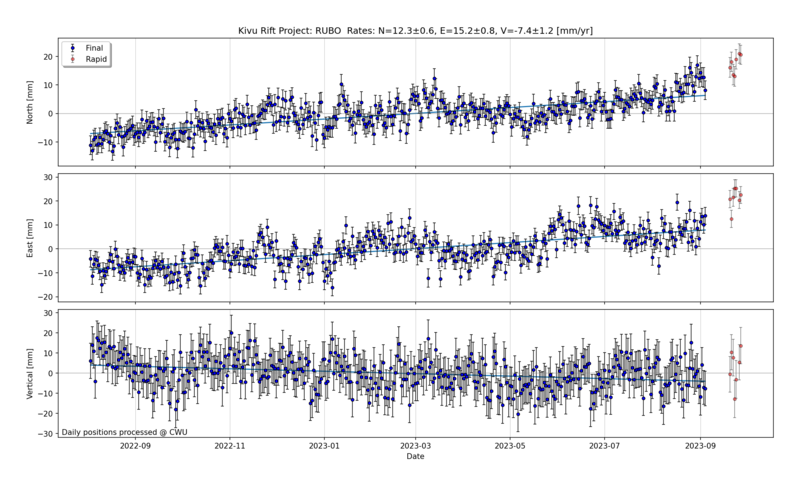 Kivu Rift Project: RUBO Rates: N=12.3±0.6, E=15.2±0.8, V=-7.4±1.2 [mm/yr]
Final
Rapid
North [mm]
20
10
0
−10
East [mm]
30
20
10
0
−10
−20
Vertical [mm]
30
20
10
0
−10
−20
−30
Daily positions processed @ CWU
2022-09 2022-11 2023-01 2023-03 2023-05 2023-07 2023-09
Date